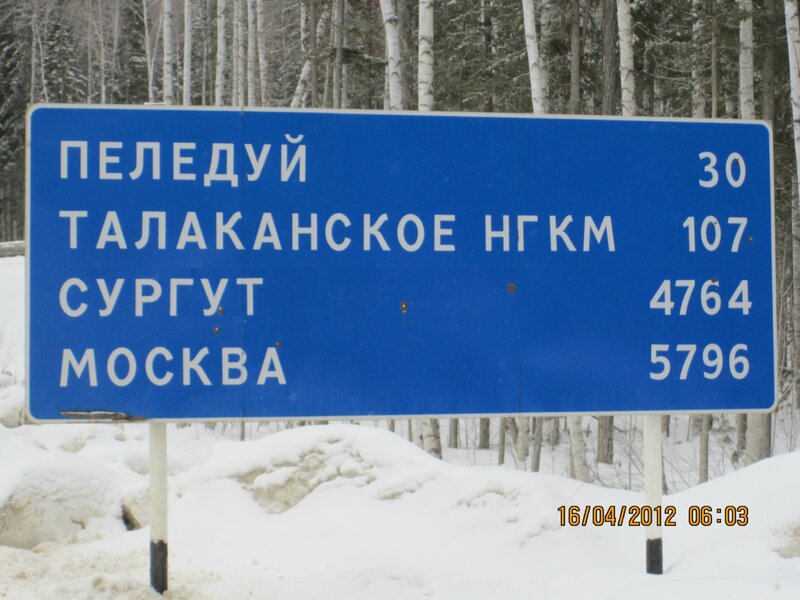 ПЕЛЕДУЙ 30
ТАЛАКАНСКОЕ НГКМ 107
СУРГУТ 4764
МОСКВА 5796
16/04/2012 06:03